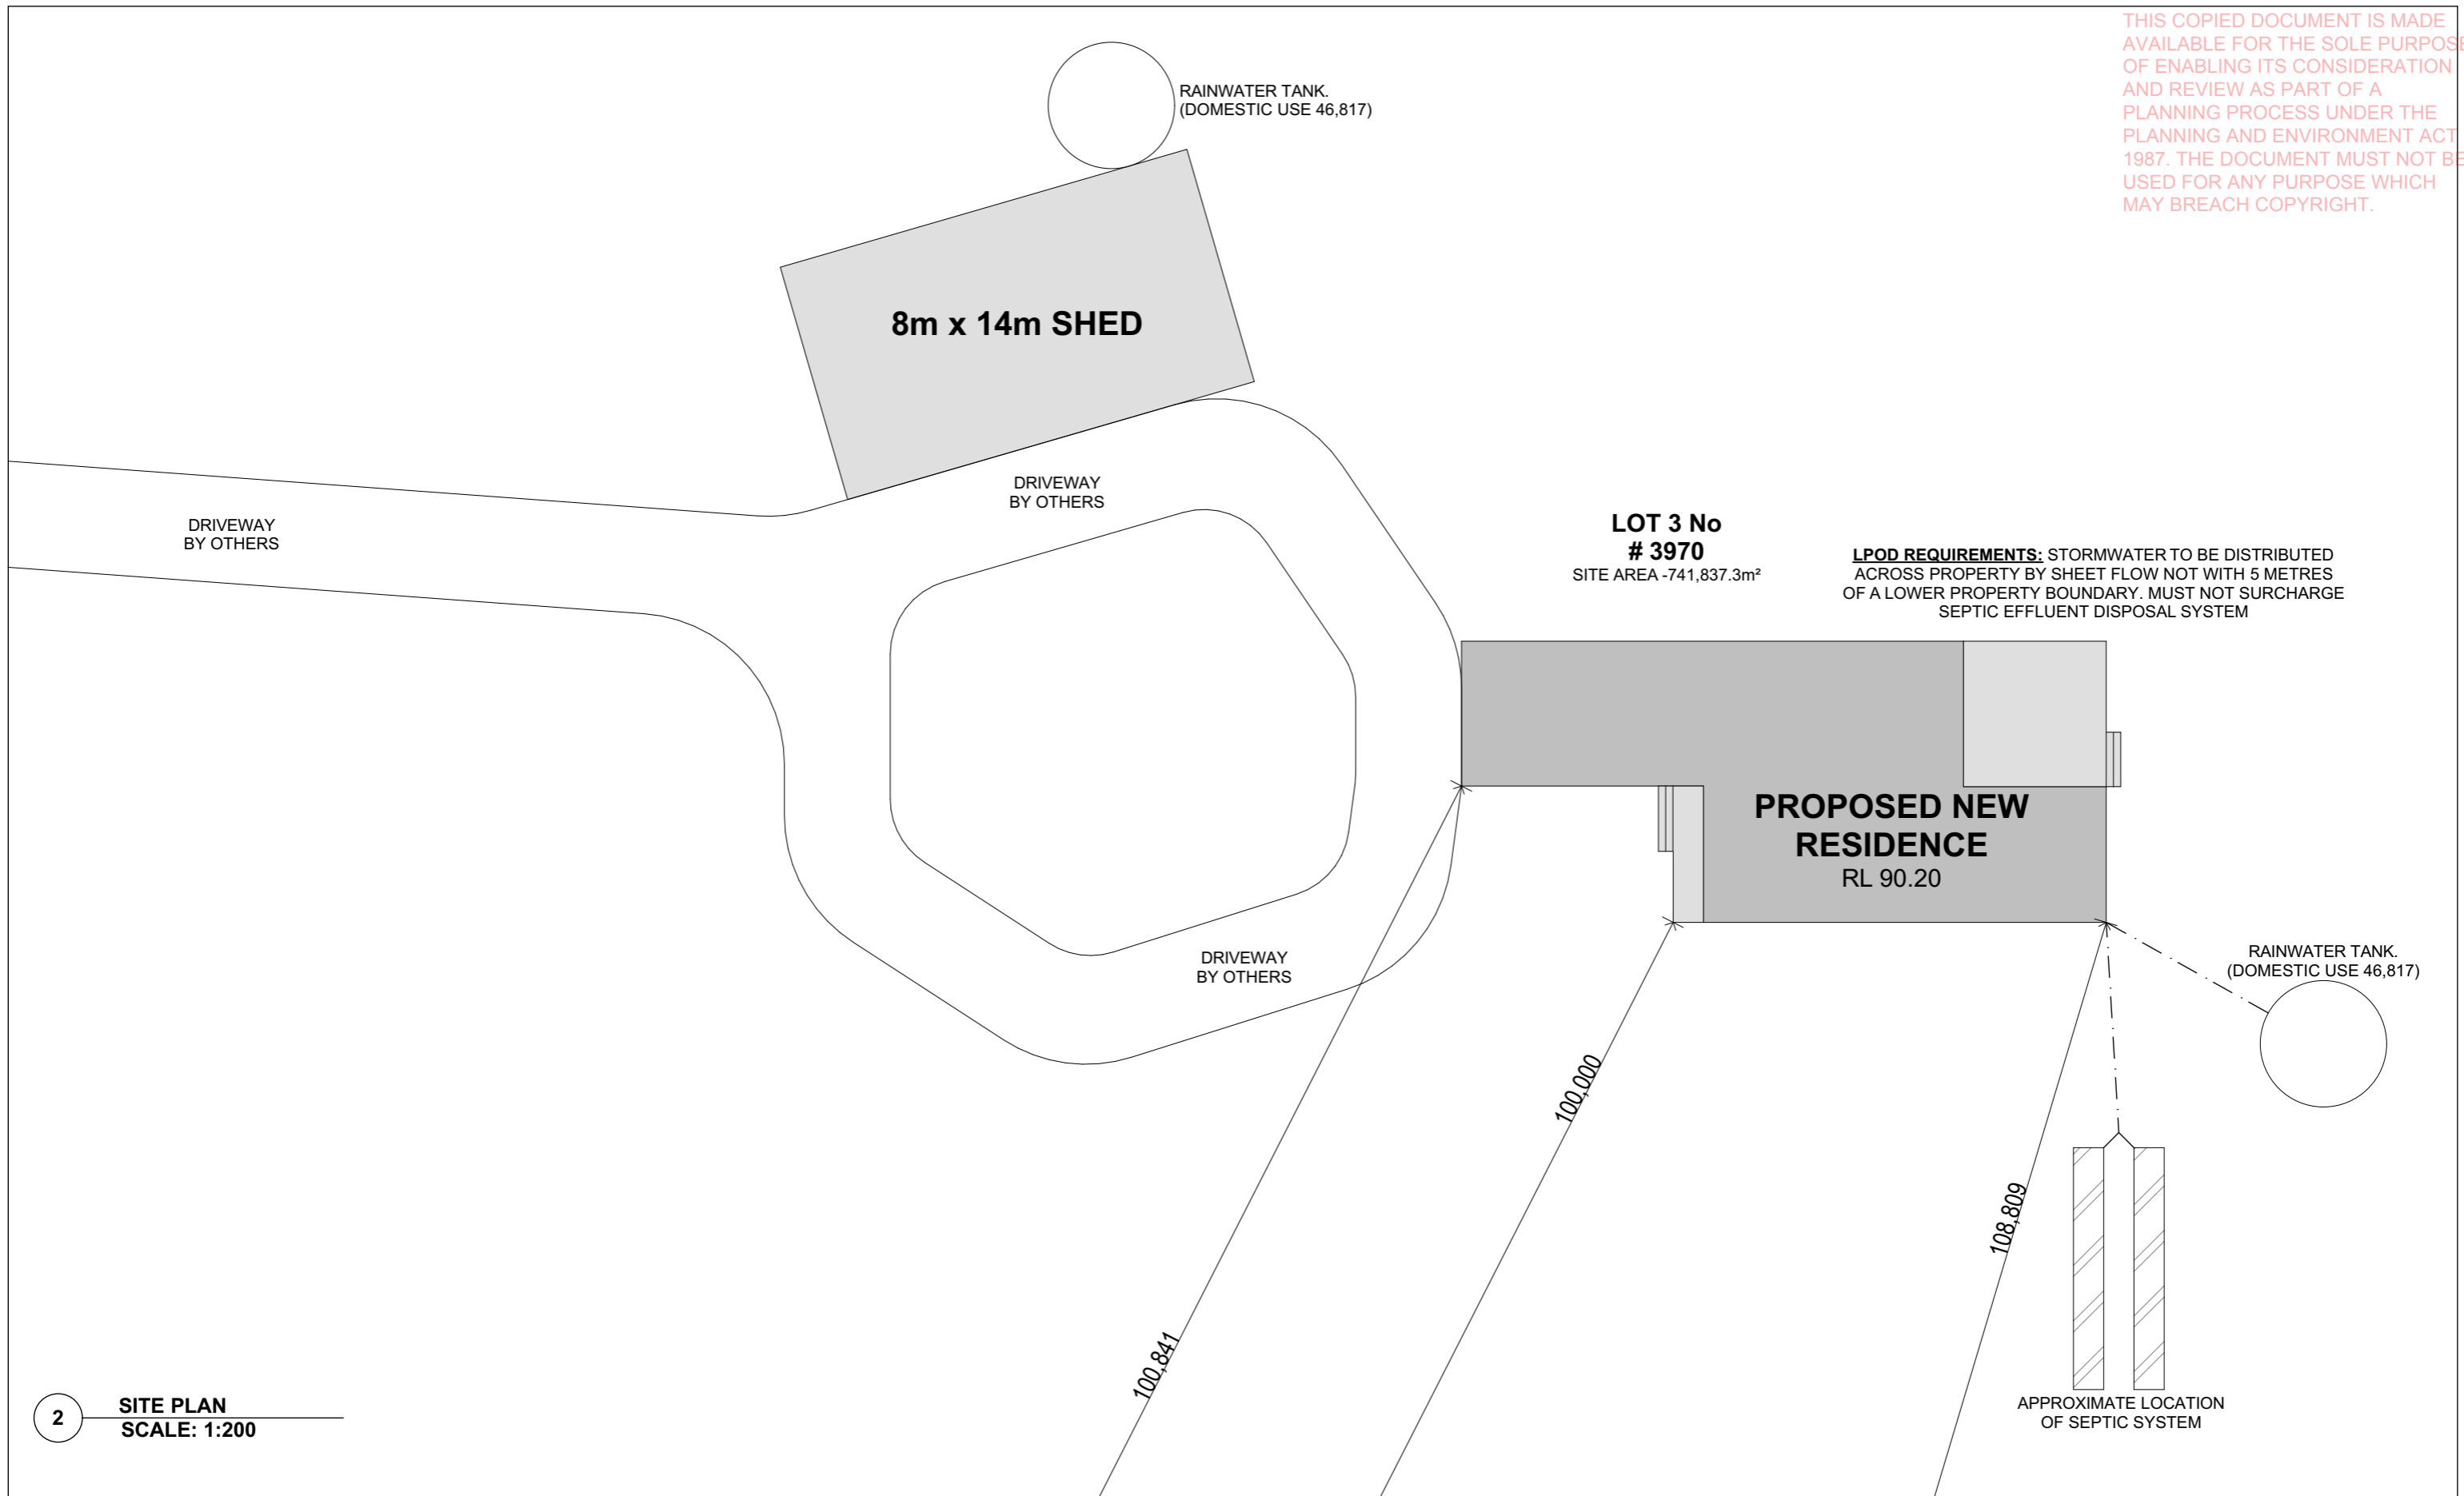 THIS COPIED DOCUMENT IS MADE
AVAILABLE FOR THE SOLE PURPOSE
OF ENABLING ITS CONSIDERATION
AND REVIEW AS PART OF A
PLANNING PROCESS UNDER THE
PLANNING AND ENVIRONMENT ACT
1987. THE DOCUMENT MUST NOT BE
USED FOR ANY PURPOSE WHICH
MAY BREACH COPYRIGHT.
RAINWATER TANK.
(DOMESTIC USE 46,817)
8m x 14m SHED
DRIVEWAY
BY OTHERS
DRIVEWAY
BY OTHERS
LOT 3 No
# 3970
SITE AREA -741,837.3m²
LPOD REQUIREMENTS: STORMWATER TO BE DISTRIBUTED
ACROSS PROPERTY BY SHEET FLOW NOT WITH 5 METRES
OF A LOWER PROPERTY BOUNDARY. MUST NOT SURCHARGE
SEPTIC EFFLUENT DISPOSAL SYSTEM
PROPOSED NEW
RESIDENCE
RL 90.20
DRIVEWAY
BY OTHERS
RAINWATER TANK.
(DOMESTIC USE 46,817)
100,000
108,809
100,841
APPROXIMATE LOCATION
OF SEPTIC SYSTEM
2
SITE PLAN
SCALE: 1:200